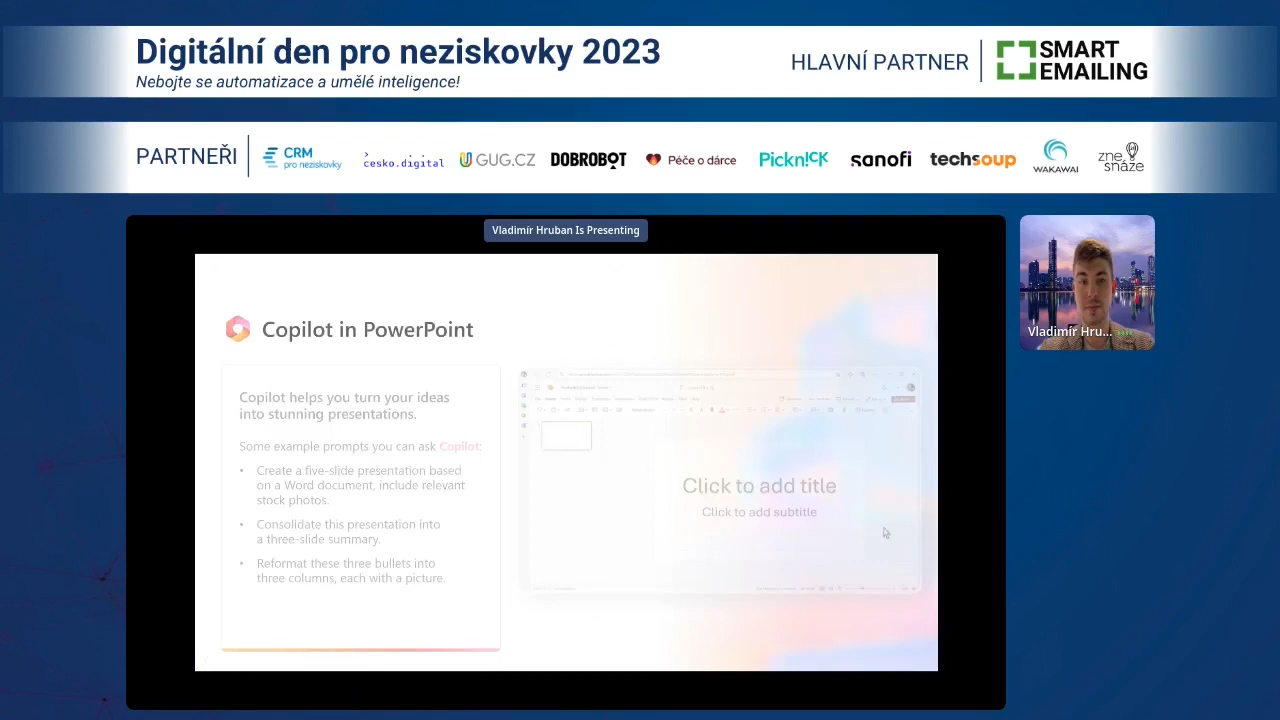 Digitální den pro neziskovky 2023
Nebojte se automatizace a umělé inteligence!
HLAVNÍ PARTNER
SMART
EMAILING
PARTNEŘI
CRM
pro neziskovky
cesko.digital
GUG.CZ
DOBROBOT
Péče o dárce
Pickn!CK
sanofi
techsoup
WAKAWAI
zne
snáze
Vladimír Hruban Is Presenting
Vladimír Hru...
Copilot in PowerPoint
Copilot helps you turn your ideas
into stunning presentations.
Some example prompts you can ask Copilot:
• Create a five-slide presentation based
on a Word document, include relevant
stock photos.
• Consolidate this presentation into
a three-slide summary.
• Reformat these three bullets into
three columns, each with a picture.
Click to add title
Click to add subtitle